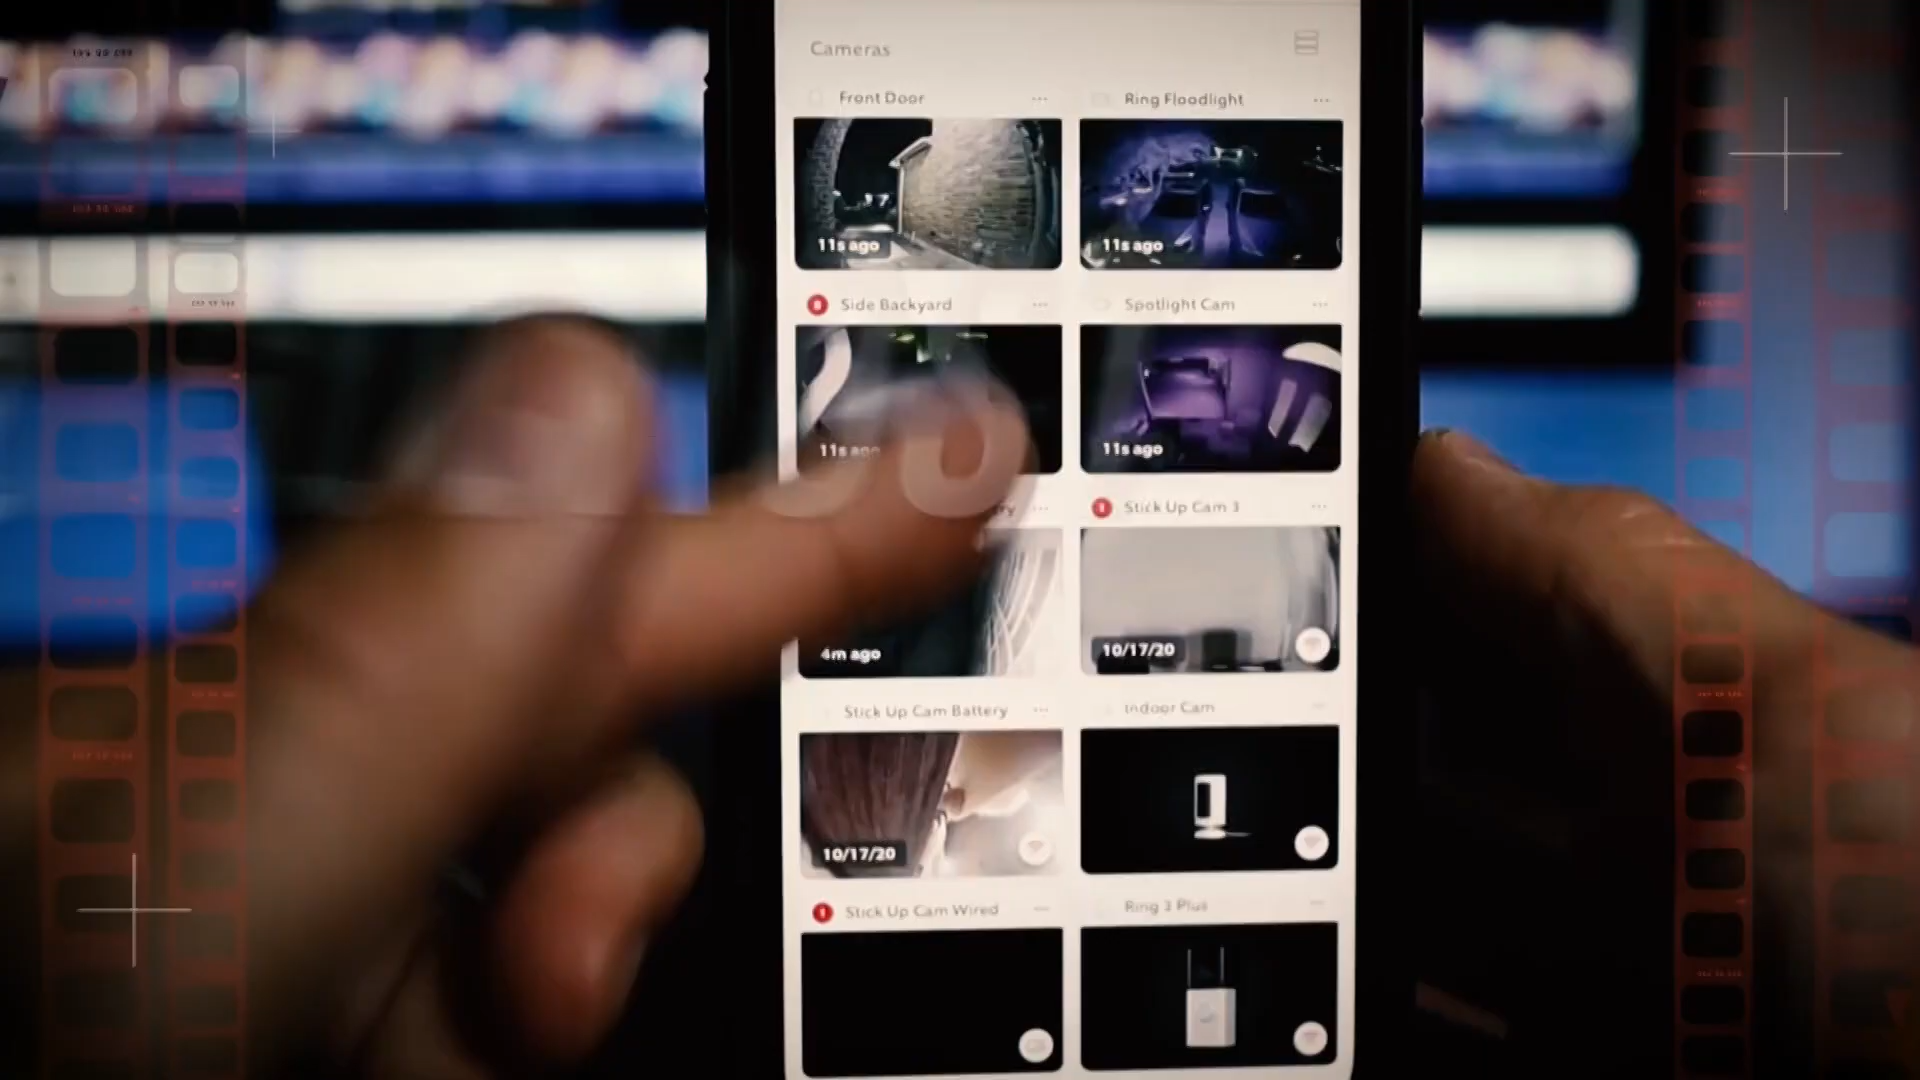 Cameras
Front Door
Ring Floodlight
11s ago
11s ago
Side Backyard
Spotlight Cam
11s ago
11s ago
Stick Up Cam 3
4m ago
10/17/20
Stick Up Cam Battery
Indoor Cam
10/17/20
Stick Up Cam Wired
Ring 3 Plus